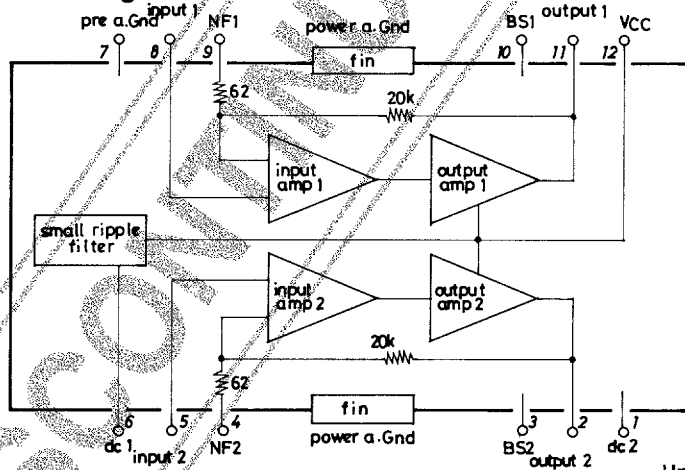 pre a.Gnd input 1 NF1 power a.Gnd BS1 output 1 VCC
7 8 9 fin 10 11 12
62
20k
input amp 1
output amp 1
small ripple filter
input amp 2
output amp 2
20k
62
fin
6 5 4 3 2 1
dc 1 input 2 NF2 power a.Gnd BS2 output 2 dc 2